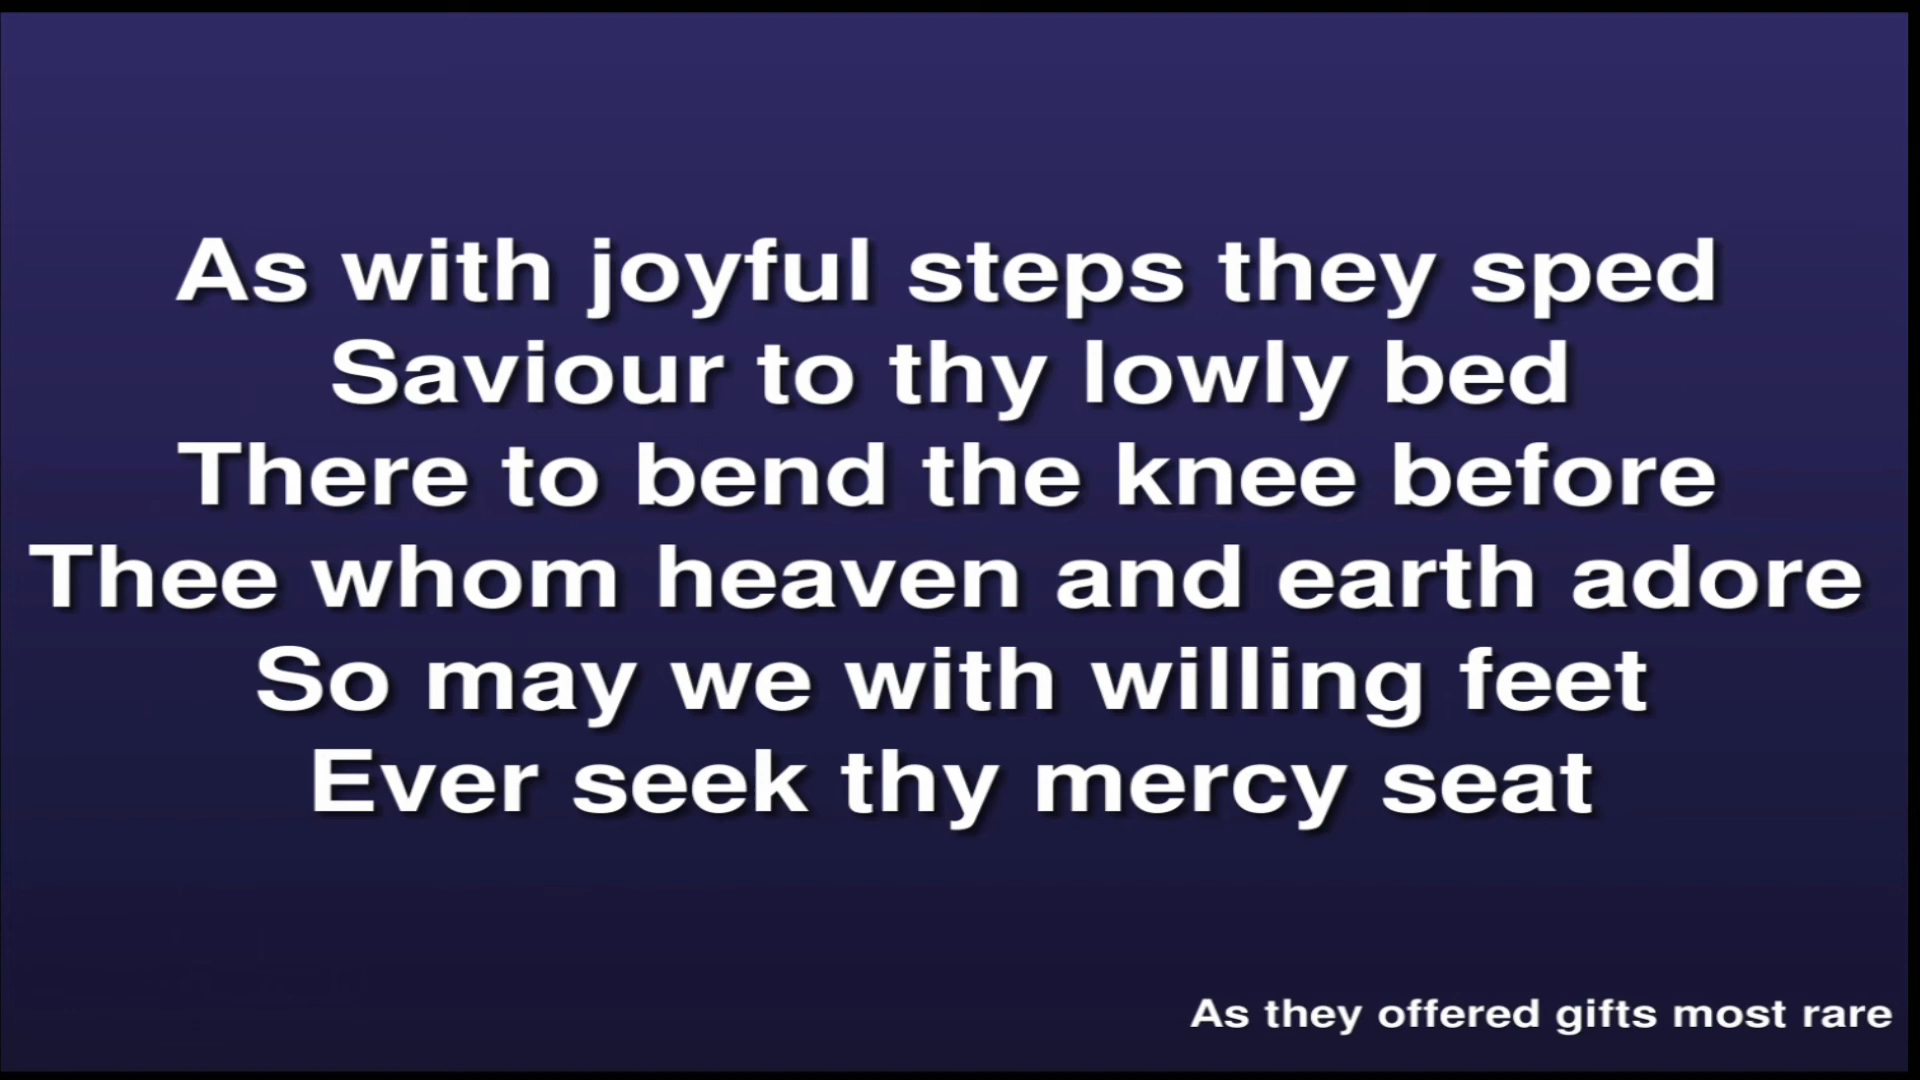 As with joyful steps they sped
Saviour to thy lowly bed
There to bend the knee before
Thee whom heaven and earth adore
So may we with willing feet
Ever seek thy mercy seat
As they offered gifts most rare